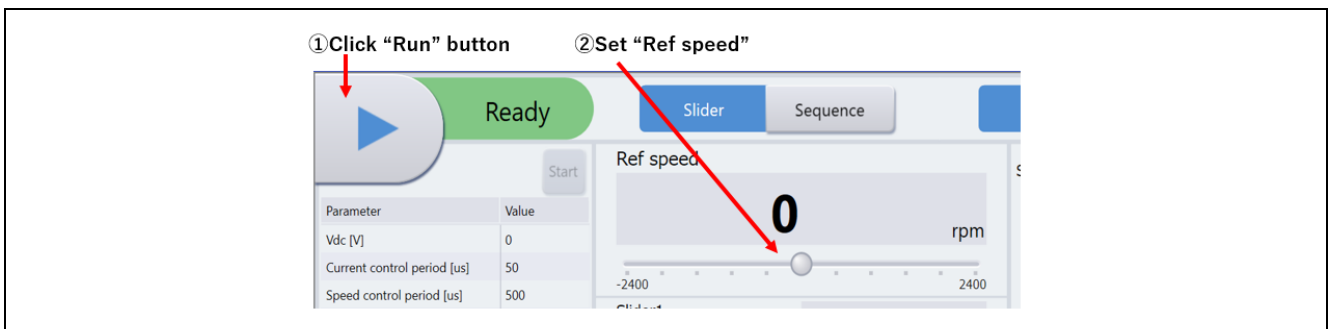 ①Click “Run” button
②Set “Ref speed”
Ready
Slider
Sequence
Start
Ref speed
0
rpm
-2400
2400
Parameter Value
Vdc [V] 0
Current control period [us] 50
Speed control period [us] 500